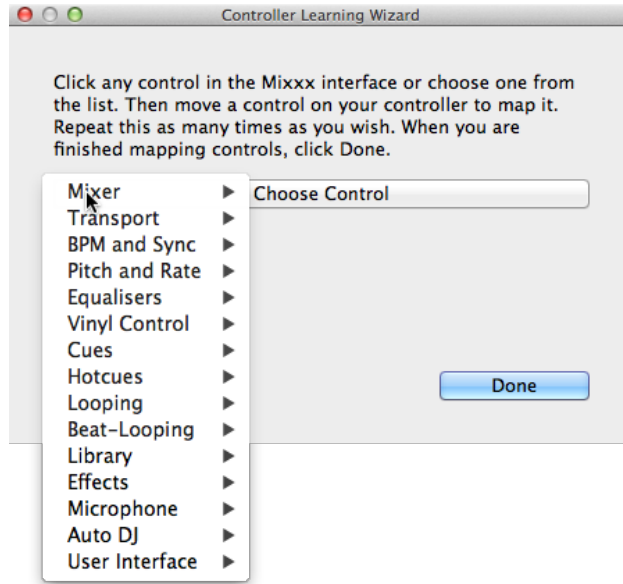 Controller Learning Wizard
Click any control in the Mixxx interface or choose one from
the list. Then move a control on your controller to map it.
Repeat this as many times as you wish. When you are
finished mapping controls, click Done.
Mixer
Choose Control
Transport
BPM and Sync
Pitch and Rate
Equalisers
Vinyl Control
Cues
Hotcues
Done
Looping
Beat-Looping
Library
Effects
Microphone
Auto DJ
User Interface